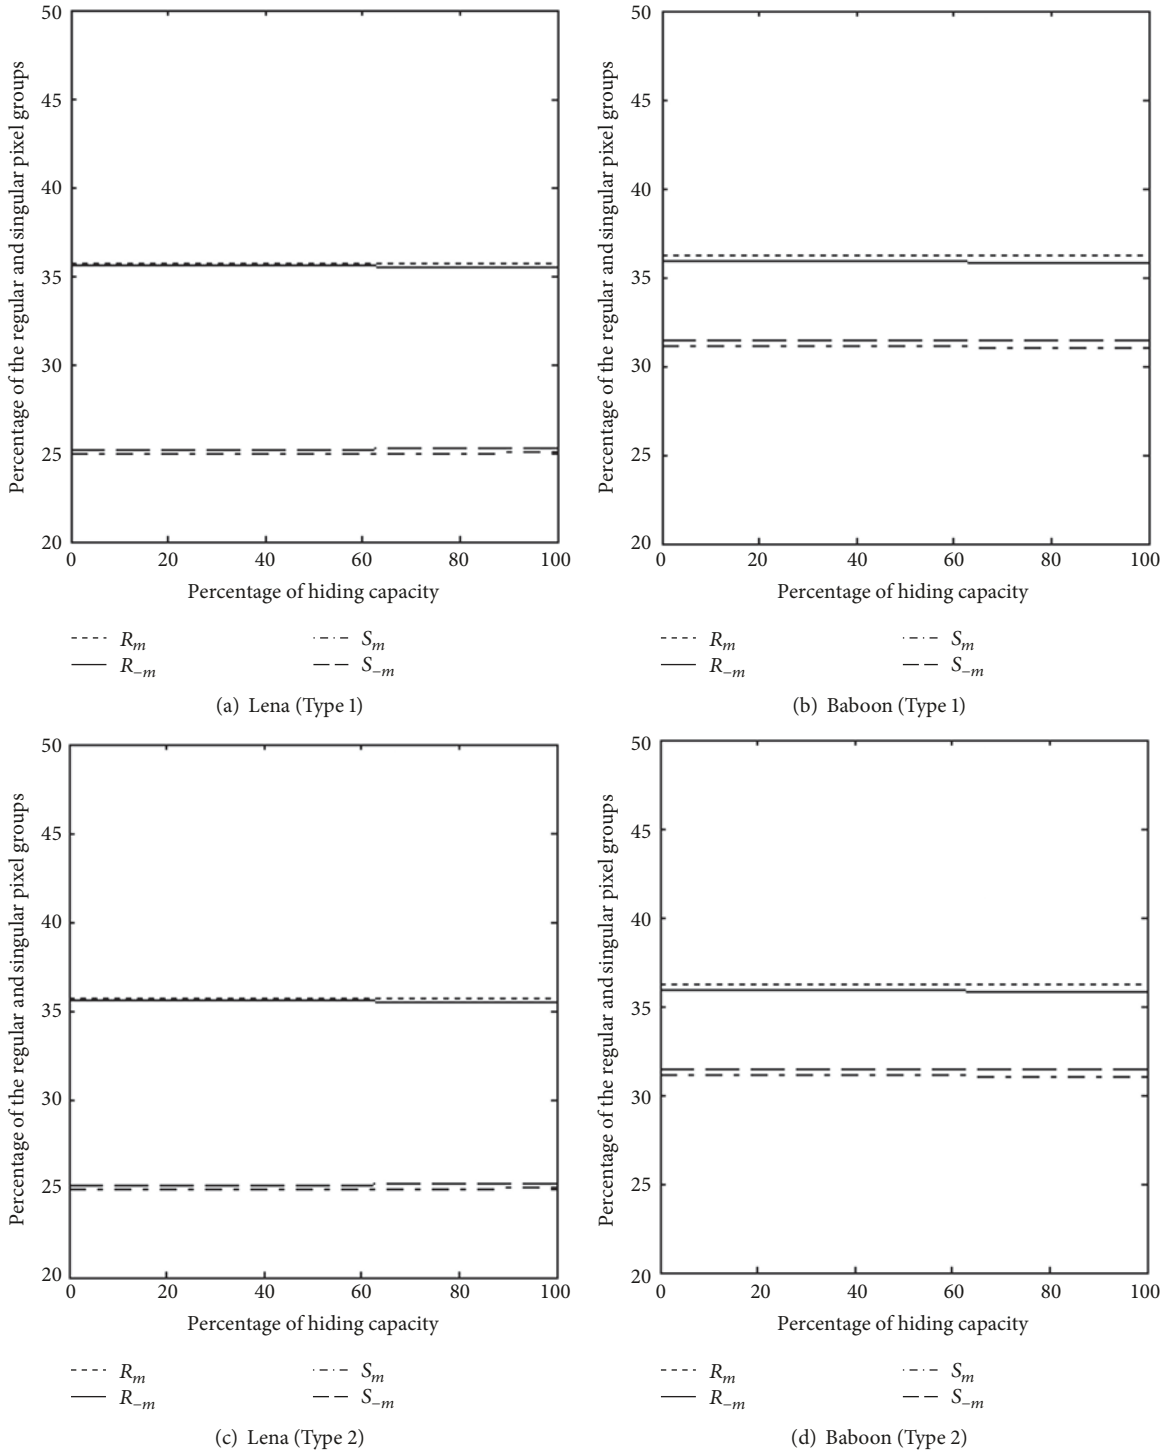 Percentage of the regular and singular pixel groups
50
45
40
35
30
25
20
0 20 40 60 80 100
Percentage of hiding capacity
R_m S_m
R_−m S_−m
(a) Lena (Type 1)
Percentage of the regular and singular pixel groups
50
45
40
35
30
25
20
0 20 40 60 80 100
Percentage of hiding capacity
R_m S_m
R_−m S_−m
(b) Baboon (Type 1)
Percentage of the regular and singular pixel groups
50
45
40
35
30
25
20
0 20 40 60 80 100
Percentage of hiding capacity
R_m S_m
R_−m S_−m
(c) Lena (Type 2)
Percentage of the regular and singular pixel groups
50
45
40
35
30
25
20
0 20 40 60 80 100
Percentage of hiding capacity
R_m S_m
R_−m S_−m
(d) Baboon (Type 2)